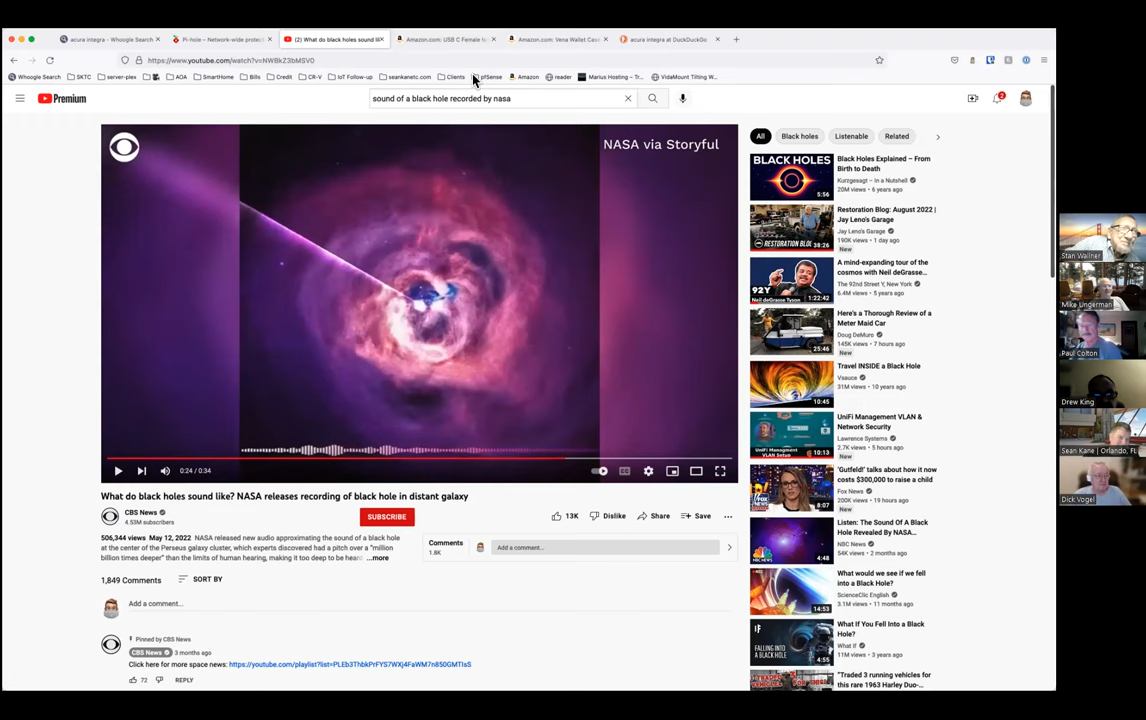 acura integra - Whoogle Search
Pi-hole – Network-wide protect
(2) What do black holes sound li
Amazon.com: USB C Female to
Amazon.com: Vena Wallet Cas
acura integra at DuckDuckGo
https://www.youtube.com/watch?v=NWBkZ3bMSV0
Whoogle Search
SKTC
server-plex
AOA
SmartHome
Bills
Credit
CR-V
IoT Follow-up
seankanetc.com
Clients
pfSense
Amazon
reader
Marius Hosting – Tr...
VidaMount Tilting W...
Premium
sound of a black hole recorded by nasa
2
NASA via Storyful
0:24 / 0:34
What do black holes sound like? NASA releases recording of black hole in distant galaxy
CBS News
4.53M subscribers
SUBSCRIBE
13K
Dislike
Share
Save
506,344 views May 12, 2022 NASA released new audio approximating the sound of a black hole
at the center of the Perseus galaxy cluster, which experts discovered had a pitch over a "million
billion times deeper" than the limits of human hearing, making it too deep to be heard ...more
Comments
1.8K
Add a comment...
1,849 Comments
SORT BY
Add a comment...
Pinned by CBS News
CBS News
3 months ago
Click here for more space news: https://youtube.com/playlist?list=PLEb3ThbkPrFYS7WXj4FaWM7n850GMTIsS
72
REPLY
All
Black holes
Listenable
Related
BLACK HOLES
5:56
Black Holes Explained – From
Birth to Death
Kurzgesagt – In a Nutshell
20M views • 6 years ago
RESTORATION BLOG
38:26
Restoration Blog: August 2022 |
Jay Leno's Garage
Jay Leno's Garage
190K views • 1 day ago
New
92Y
Neil deGrasse Tyson
1:22:42
A mind-expanding tour of the
cosmos with Neil deGrasse...
The 92nd Street Y, New York
6.4M views • 5 years ago
25:46
Here's a Thorough Review of a
Meter Maid Car
Doug DeMuro
145K views • 7 hours ago
New
10:45
Travel INSIDE a Black Hole
Vsauce
31M views • 10 years ago
UniFi Managment
VLAN Setup
10:13
UniFi Management VLAN &
Network Security
Lawrence Systems
2.7K views • 5 hours ago
New
8:07
'Gutfeld' talks about how it now
costs $300,000 to raise a child
Fox News
200K views • 19 hours ago
New
NBC NEWS
4:48
Listen: The Sound Of A Black
Hole Revealed By NASA...
NBC News
54K views • 2 months ago
14:53
What would we see if we fell
into a Black Hole?
ScienceClic English
3.1M views • 11 months ago
FALLING INTO
A BLACK HOLE
4:55
What If You Fell Into a Black
Hole?
What If
11M views • 3 years ago
"Traded 3 running vehicles for
this rare 1963 Harley Duo-...
Stan Wallner
Mike Ungerman
Paul Colton
Drew King
Sean Kane | Orlando, FL
Dick Vogel